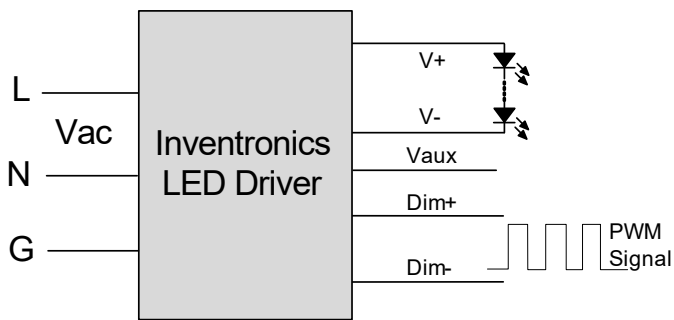 L
Vac
N
G
Inventronics
LED Driver
V+
V-
Vaux
Dim+
Dim-
PWM
Signal